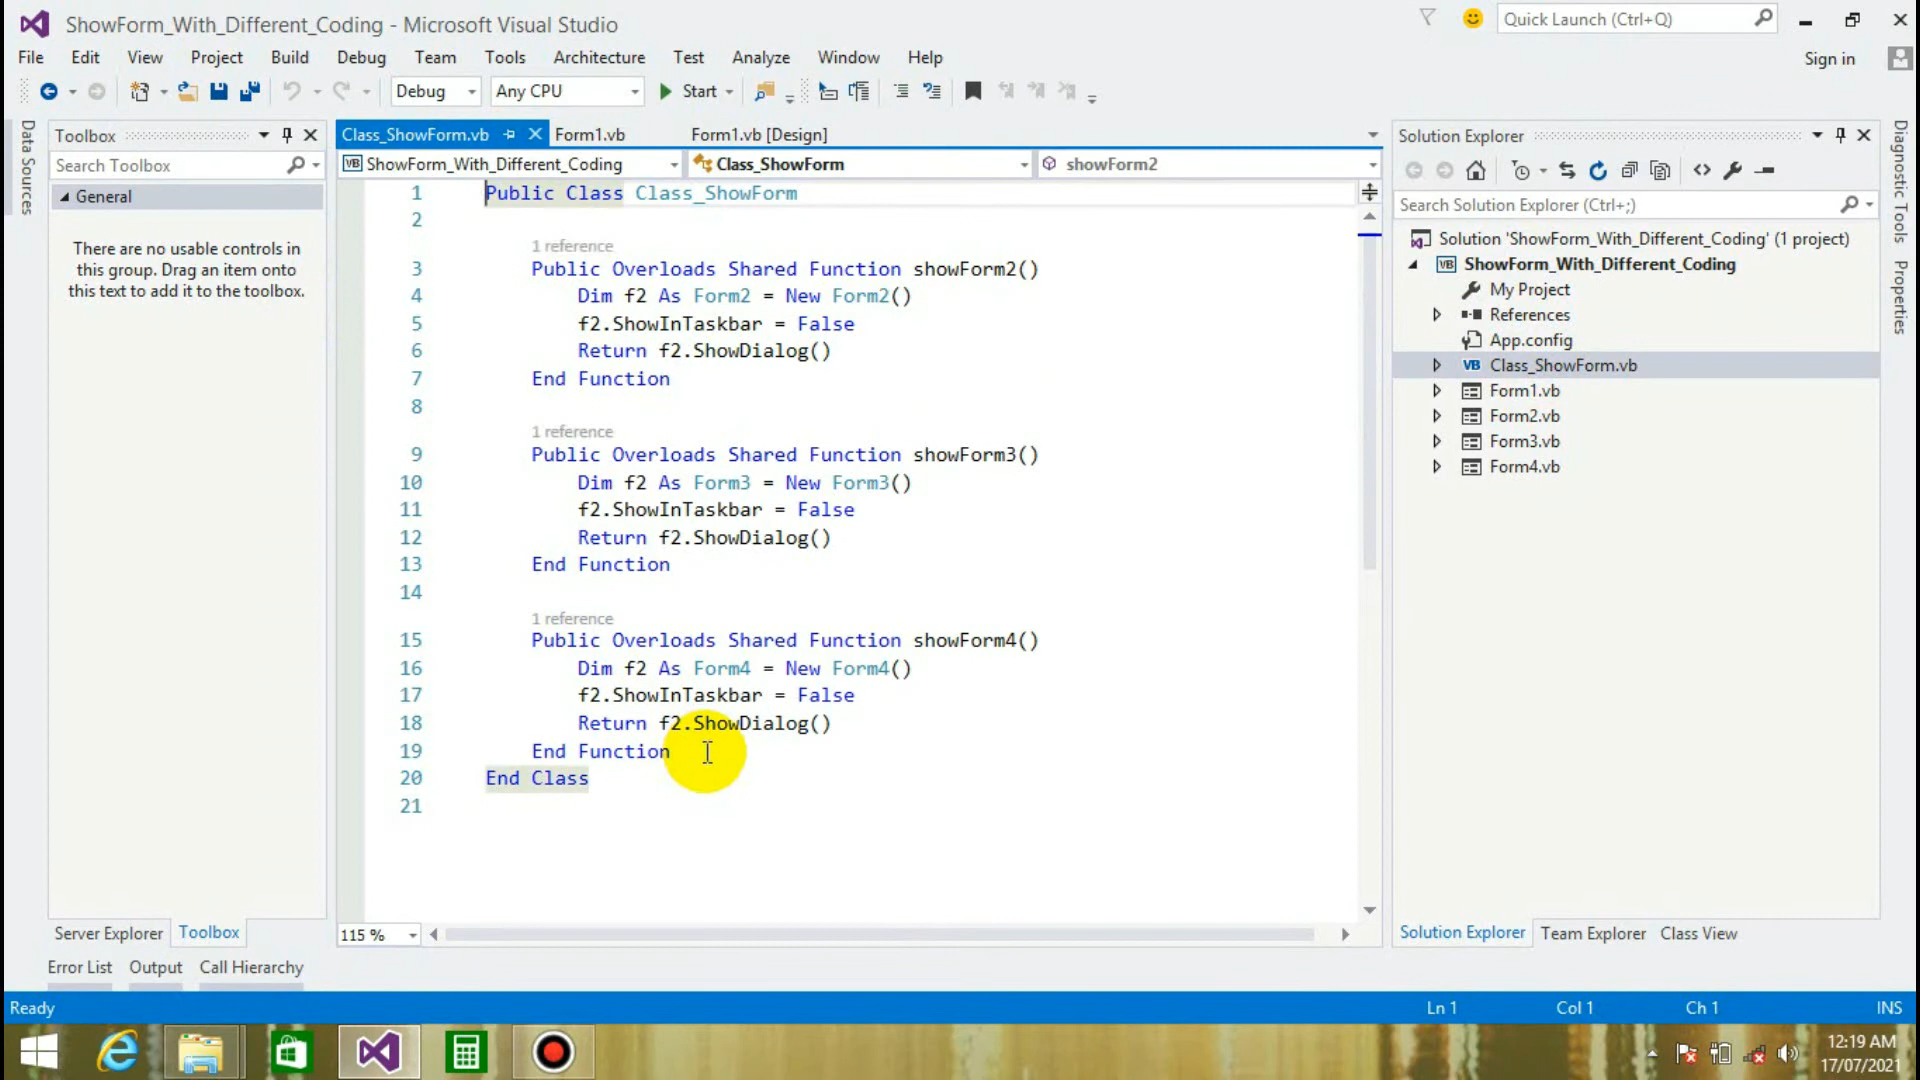 ShowForm_With_Different_Coding - Microsoft Visual Studio
Quick Launch (Ctrl+Q)
File Edit View Project Build Debug Team Tools Architecture Test Analyze Window Help
Sign in
Debug Any CPU Start
Data Sources
Toolbox
Search Toolbox
General
There are no usable controls in
this group. Drag an item onto
this text to add it to the toolbox.
Server Explorer Toolbox
Class_ShowForm.vb Form1.vb Form1.vb [Design]
VB ShowForm_With_Different_Coding Class_ShowForm showForm2
1 Public Class Class_ShowForm
2
1 reference
3 Public Overloads Shared Function showForm2()
4 Dim f2 As Form2 = New Form2()
5 f2.ShowInTaskbar = False
6 Return f2.ShowDialog()
7 End Function
8
1 reference
9 Public Overloads Shared Function showForm3()
10 Dim f2 As Form3 = New Form3()
11 f2.ShowInTaskbar = False
12 Return f2.ShowDialog()
13 End Function
14
1 reference
15 Public Overloads Shared Function showForm4()
16 Dim f2 As Form4 = New Form4()
17 f2.ShowInTaskbar = False
18 Return f2.ShowDialog()
19 End Function
20 End Class
21
115 %
Solution Explorer
Search Solution Explorer (Ctrl+;)
Solution 'ShowForm_With_Different_Coding' (1 project)
VB ShowForm_With_Different_Coding
My Project
References
App.config
VB Class_ShowForm.vb
Form1.vb
Form2.vb
Form3.vb
Form4.vb
Solution Explorer Team Explorer Class View
Diagnostic Tools
Properties
Error List Output Call Hierarchy
Ready Ln 1 Col 1 Ch 1 INS
12:19 AM
17/07/2021